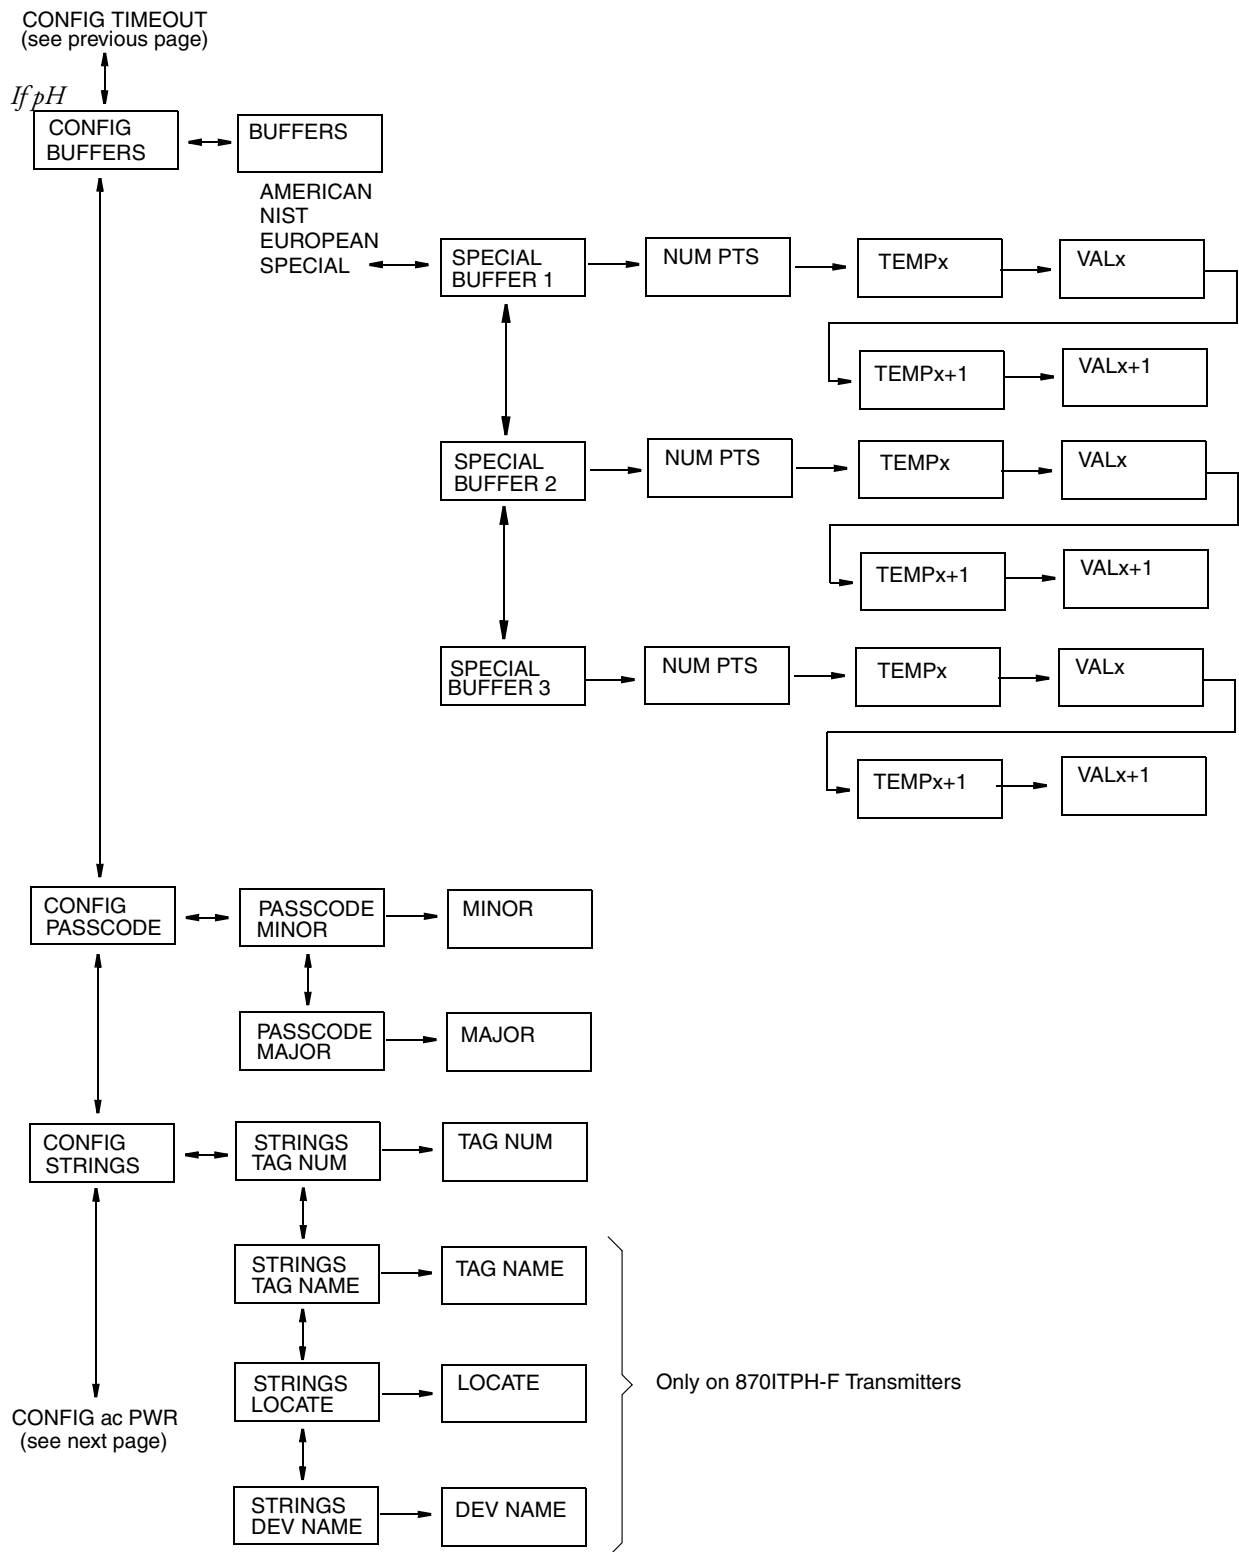 CONFIG TIMEOUT
(see previous page)
If pH
CONFIG
BUFFERS
BUFFERS
AMERICAN
NIST
EUROPEAN
SPECIAL
SPECIAL
BUFFER 1
NUM PTS
TEMPx
VALx
TEMPx+1
VALx+1
SPECIAL
BUFFER 2
NUM PTS
TEMPx
VALx
TEMPx+1
VALx+1
SPECIAL
BUFFER 3
NUM PTS
TEMPx
VALx
TEMPx+1
VALx+1
CONFIG
PASSCODE
PASSCODE
MINOR
MINOR
PASSCODE
MAJOR
MAJOR
CONFIG
STRINGS
STRINGS
TAG NUM
TAG NUM
STRINGS
TAG NAME
TAG NAME
STRINGS
LOCATE
LOCATE
Only on 870ITPH-F Transmitters
CONFIG ac PWR
(see next page)
STRINGS
DEV NAME
DEV NAME